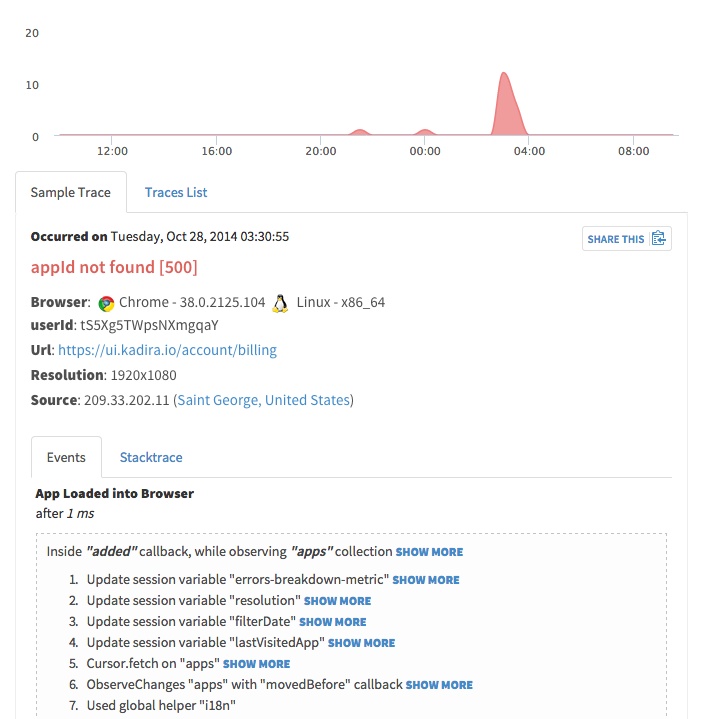 20
10
0
12:00 16:00 20:00 00:00 04:00 08:00
Sample Trace Traces List
Occurred on Tuesday, Oct 28, 2014 03:30:55 SHARE THIS
appId not found [500]
Browser: Chrome - 38.0.2125.104 Linux - x86_64
userId: tS5Xg5TWpsNXmgqaY
Url: https://ui.kadira.io/account/billing
Resolution: 1920x1080
Source: 209.33.202.11 (Saint George, United States)
Events Stacktrace
App Loaded into Browser
after 1 ms
Inside "added" callback, while observing "apps" collection SHOW MORE
1. Update session variable "errors-breakdown-metric" SHOW MORE
2. Update session variable "resolution" SHOW MORE
3. Update session variable "filterDate" SHOW MORE
4. Update session variable "lastVisitedApp" SHOW MORE
5. Cursor.fetch on "apps" SHOW MORE
6. ObserveChanges "apps" with "movedBefore" callback SHOW MORE
7. Used global helper "i18n"